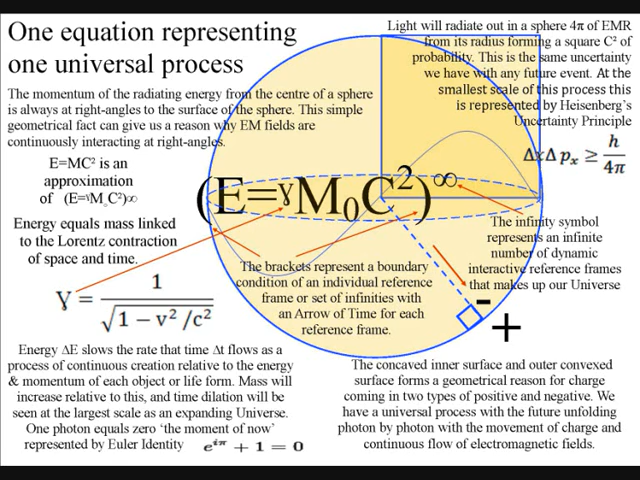 One equation representing
one universal process
The momentum of the radiating energy from the centre of a sphere
is always at right-angles to the surface of the sphere. This simple
geometrical fact can give us a reason why EM fields are
continuously interacting at right-angles.
E=MC² is an
approximation
of (E=ɣM₀C²)∞
Energy equals mass linked
to the Lorentz contraction
of space and time.
Light will radiate out in a sphere 4π of EMR
from its radius forming a square C² of
probability. This is the same uncertainty
we have with any future event. At the
smallest scale of this process this
is represented by Heisenberg's
Uncertainty Principle
Δx Δ pₓ ≥ h/4π
(E=ɣM₀C²)∞
The infinity symbol
represents an infinite
number of dynamic
interactive reference frames
that makes up our Universe
The brackets represent a boundary
condition of an individual reference
frame or set of infinities with
an Arrow of Time for each
reference frame.
ɣ = 1/√(1 − v²/c²)
-
+
Energy ΔE slows the rate that time Δt flows as a
process of continuous creation relative to the energy
& momentum of each object or life form. Mass will
increase relative to this, and time dilation will be
seen at the largest scale as an expanding Universe.
One photon equals zero 'the moment of now'
represented by Euler Identity e^iπ + 1 = 0
The concaved inner surface and outer convexed
surface forms a geometrical reason for charge
coming in two types of positive and negative. We
have a universal process with the future unfolding
photon by photon with the movement of charge and
continuous flow of electromagnetic fields.